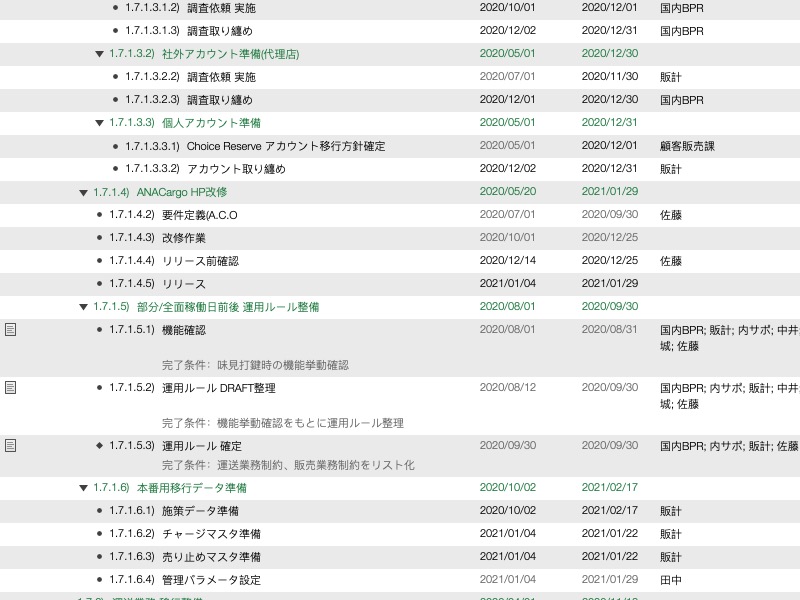 1.7.1.3.1.2) 調査依頼 実施 2020/10/01 2020/12/01 国内BPR
1.7.1.3.1.3) 調査取り纏め 2020/12/02 2020/12/31 国内BPR
1.7.1.3.2) 社外アカウント準備(代理店) 2020/05/01 2020/12/30
1.7.1.3.2.2) 調査依頼 実施 2020/07/01 2020/11/30 販計
1.7.1.3.2.3) 調査取り纏め 2020/12/01 2020/12/30 国内BPR
1.7.1.3.3) 個人アカウント準備 2020/05/01 2020/12/31
1.7.1.3.3.1) Choice Reserve アカウント移行方針確定 2020/05/01 2020/12/01 顧客販売課
1.7.1.3.3.2) アカウント取り纏め 2020/12/02 2020/12/31 販計
1.7.1.4) ANACargo HP改修 2020/05/20 2021/01/29
1.7.1.4.2) 要件定義(A.C.O 2020/07/01 2020/09/30 佐藤
1.7.1.4.3) 改修作業 2020/10/01 2020/12/25
1.7.1.4.4) リリース前確認 2020/12/14 2020/12/25 佐藤
1.7.1.4.5) リリース 2021/01/04 2021/01/29
1.7.1.5) 部分/全面稼働日前後 運用ルール整備 2020/08/01 2020/09/30
1.7.1.5.1) 機能確認 2020/08/01 2020/08/31 国内BPR; 販計; 内サポ; 中井
城; 佐藤
完了条件: 味見打鍵時の機能挙動確認
1.7.1.5.2) 運用ルール DRAFT整理 2020/08/12 2020/09/30 国内BPR; 内サポ; 販計; 中井
城; 佐藤
完了条件: 機能挙動確認をもとに運用ルール整理
1.7.1.5.3) 運用ルール 確定 2020/09/30 2020/09/30 国内BPR; 内サポ; 販計; 佐藤
完了条件: 運送業務制約、販売業務制約をリスト化
1.7.1.6) 本番用移行データ準備 2020/10/02 2021/02/17
1.7.1.6.1) 施策データ準備 2020/10/02 2021/02/17 販計
1.7.1.6.2) チャージマスタ準備 2021/01/04 2021/01/22 販計
1.7.1.6.3) 売り止めマスタ準備 2021/01/04 2021/01/22 販計
1.7.1.6.4) 管理パラメータ設定 2021/01/04 2021/01/29 田中